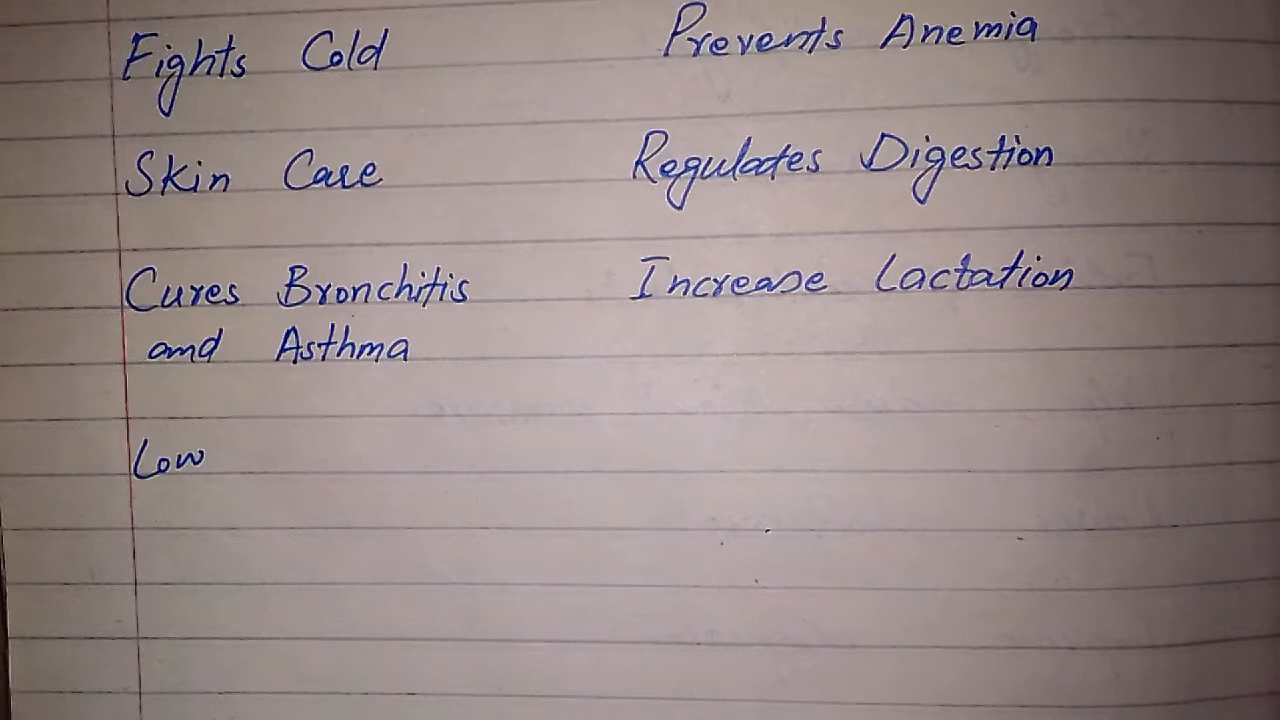 Fights Cold Prevents Anemia
Skin Care Regulates Digestion
Cures Bronchitis Increase Lactation
and Asthma
Low